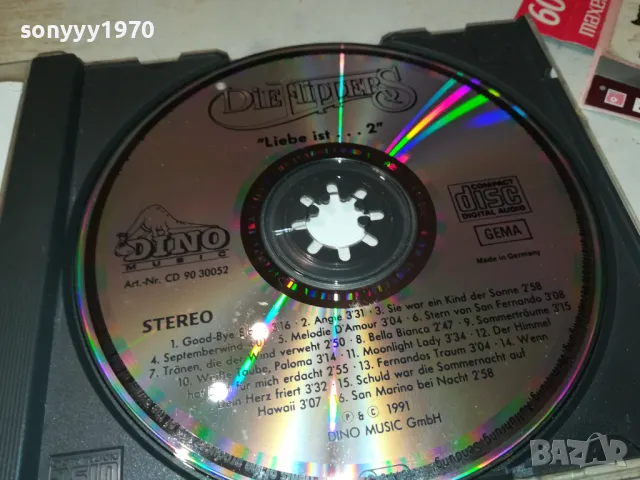 sonyyy1970
60
maxell
DIE FLIPPERS
"Liebe ist . . . 2"
DINO
MUSIC
Art.-Nr. CD 90 30052
COMPACT
disc
DIGITAL AUDIO
GEMA
Made in Germany
STEREO
1. Good-Bye 3'16 · 2. Angie 3'31 · 3. Sie war ein Kind der Sonne 2'58
4. Septemberwind · 5. Melodie D'Amour 3'04 · 6. Stern von San Fernando 3'08
7. Tränen, die der Wind verweht 2'50 · 8. Bella Bianca 2'47 · 9. Sommerträume 3'15
10. Taube, Paloma 3'14 · 11. Moonlight Lady 3'34 · 12. Der Himmel
hat für mich erdacht 2'55 · 13. Fernandos Traum 3'04 · 14. Wenn
Dein Herz friert 3'32 · 15. Schuld war die Sommernacht auf
Hawaii 3'07 · 16. San Marino bei Nacht 2'58
℗ & © 1991
DINO MUSIC GmbH
BAZAR